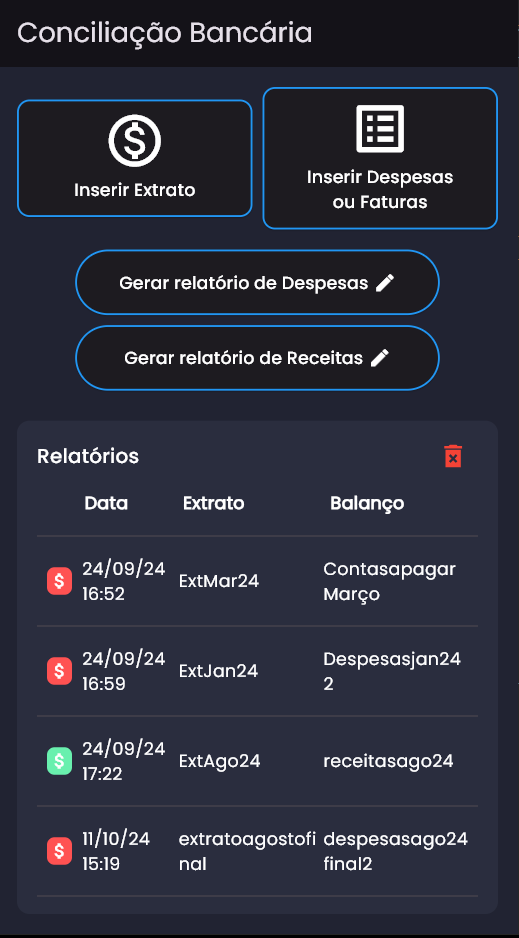 Conciliação Bancária
Inserir Extrato
Inserir Despesas
ou Faturas
Gerar relatório de Despesas
Gerar relatório de Receitas
Relatórios
Data Extrato Balanço
$ 24/09/24
16:52
ExtMar24
Contasapagar
Março
$ 24/09/24
16:59
ExtJan24
Despesasjan24
2
$ 24/09/24
17:22
ExtAgo24
receitasago24
$ 11/10/24
15:19
extratoagostofi
nal
despesasago24
final2